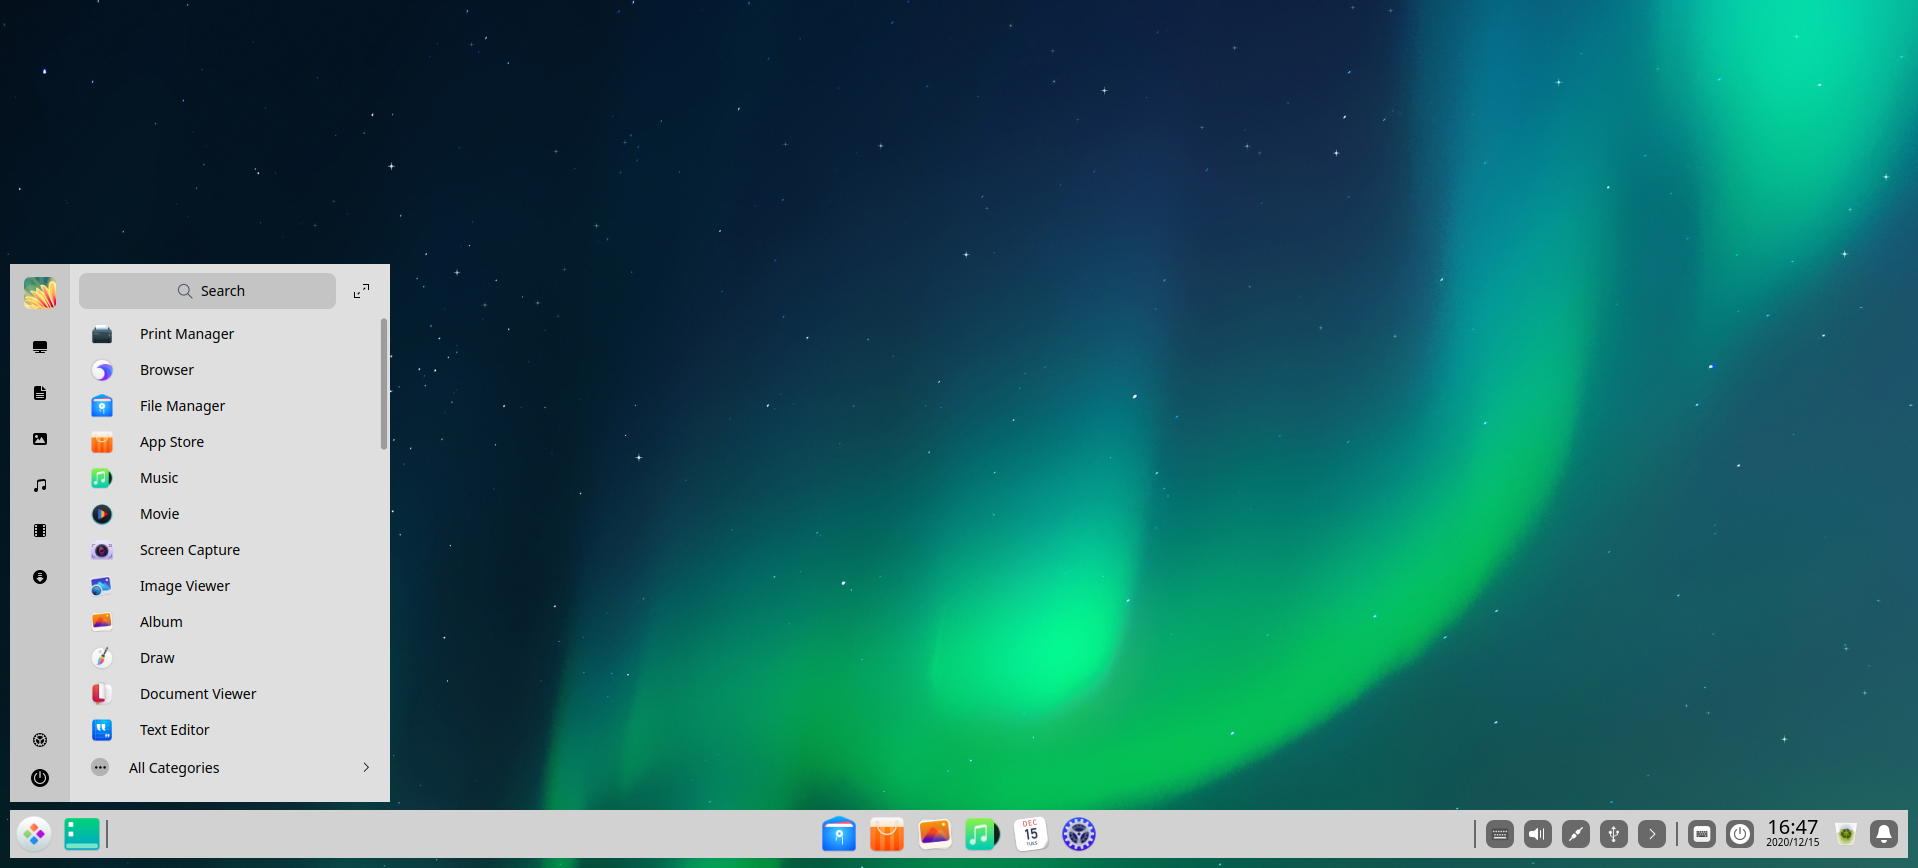 Search
Print Manager
Browser
File Manager
App Store
Music
Movie
Screen Capture
Image Viewer
Album
Draw
Document Viewer
Text Editor
All Categories
DEC
15
TUES
16:47
2020/12/15